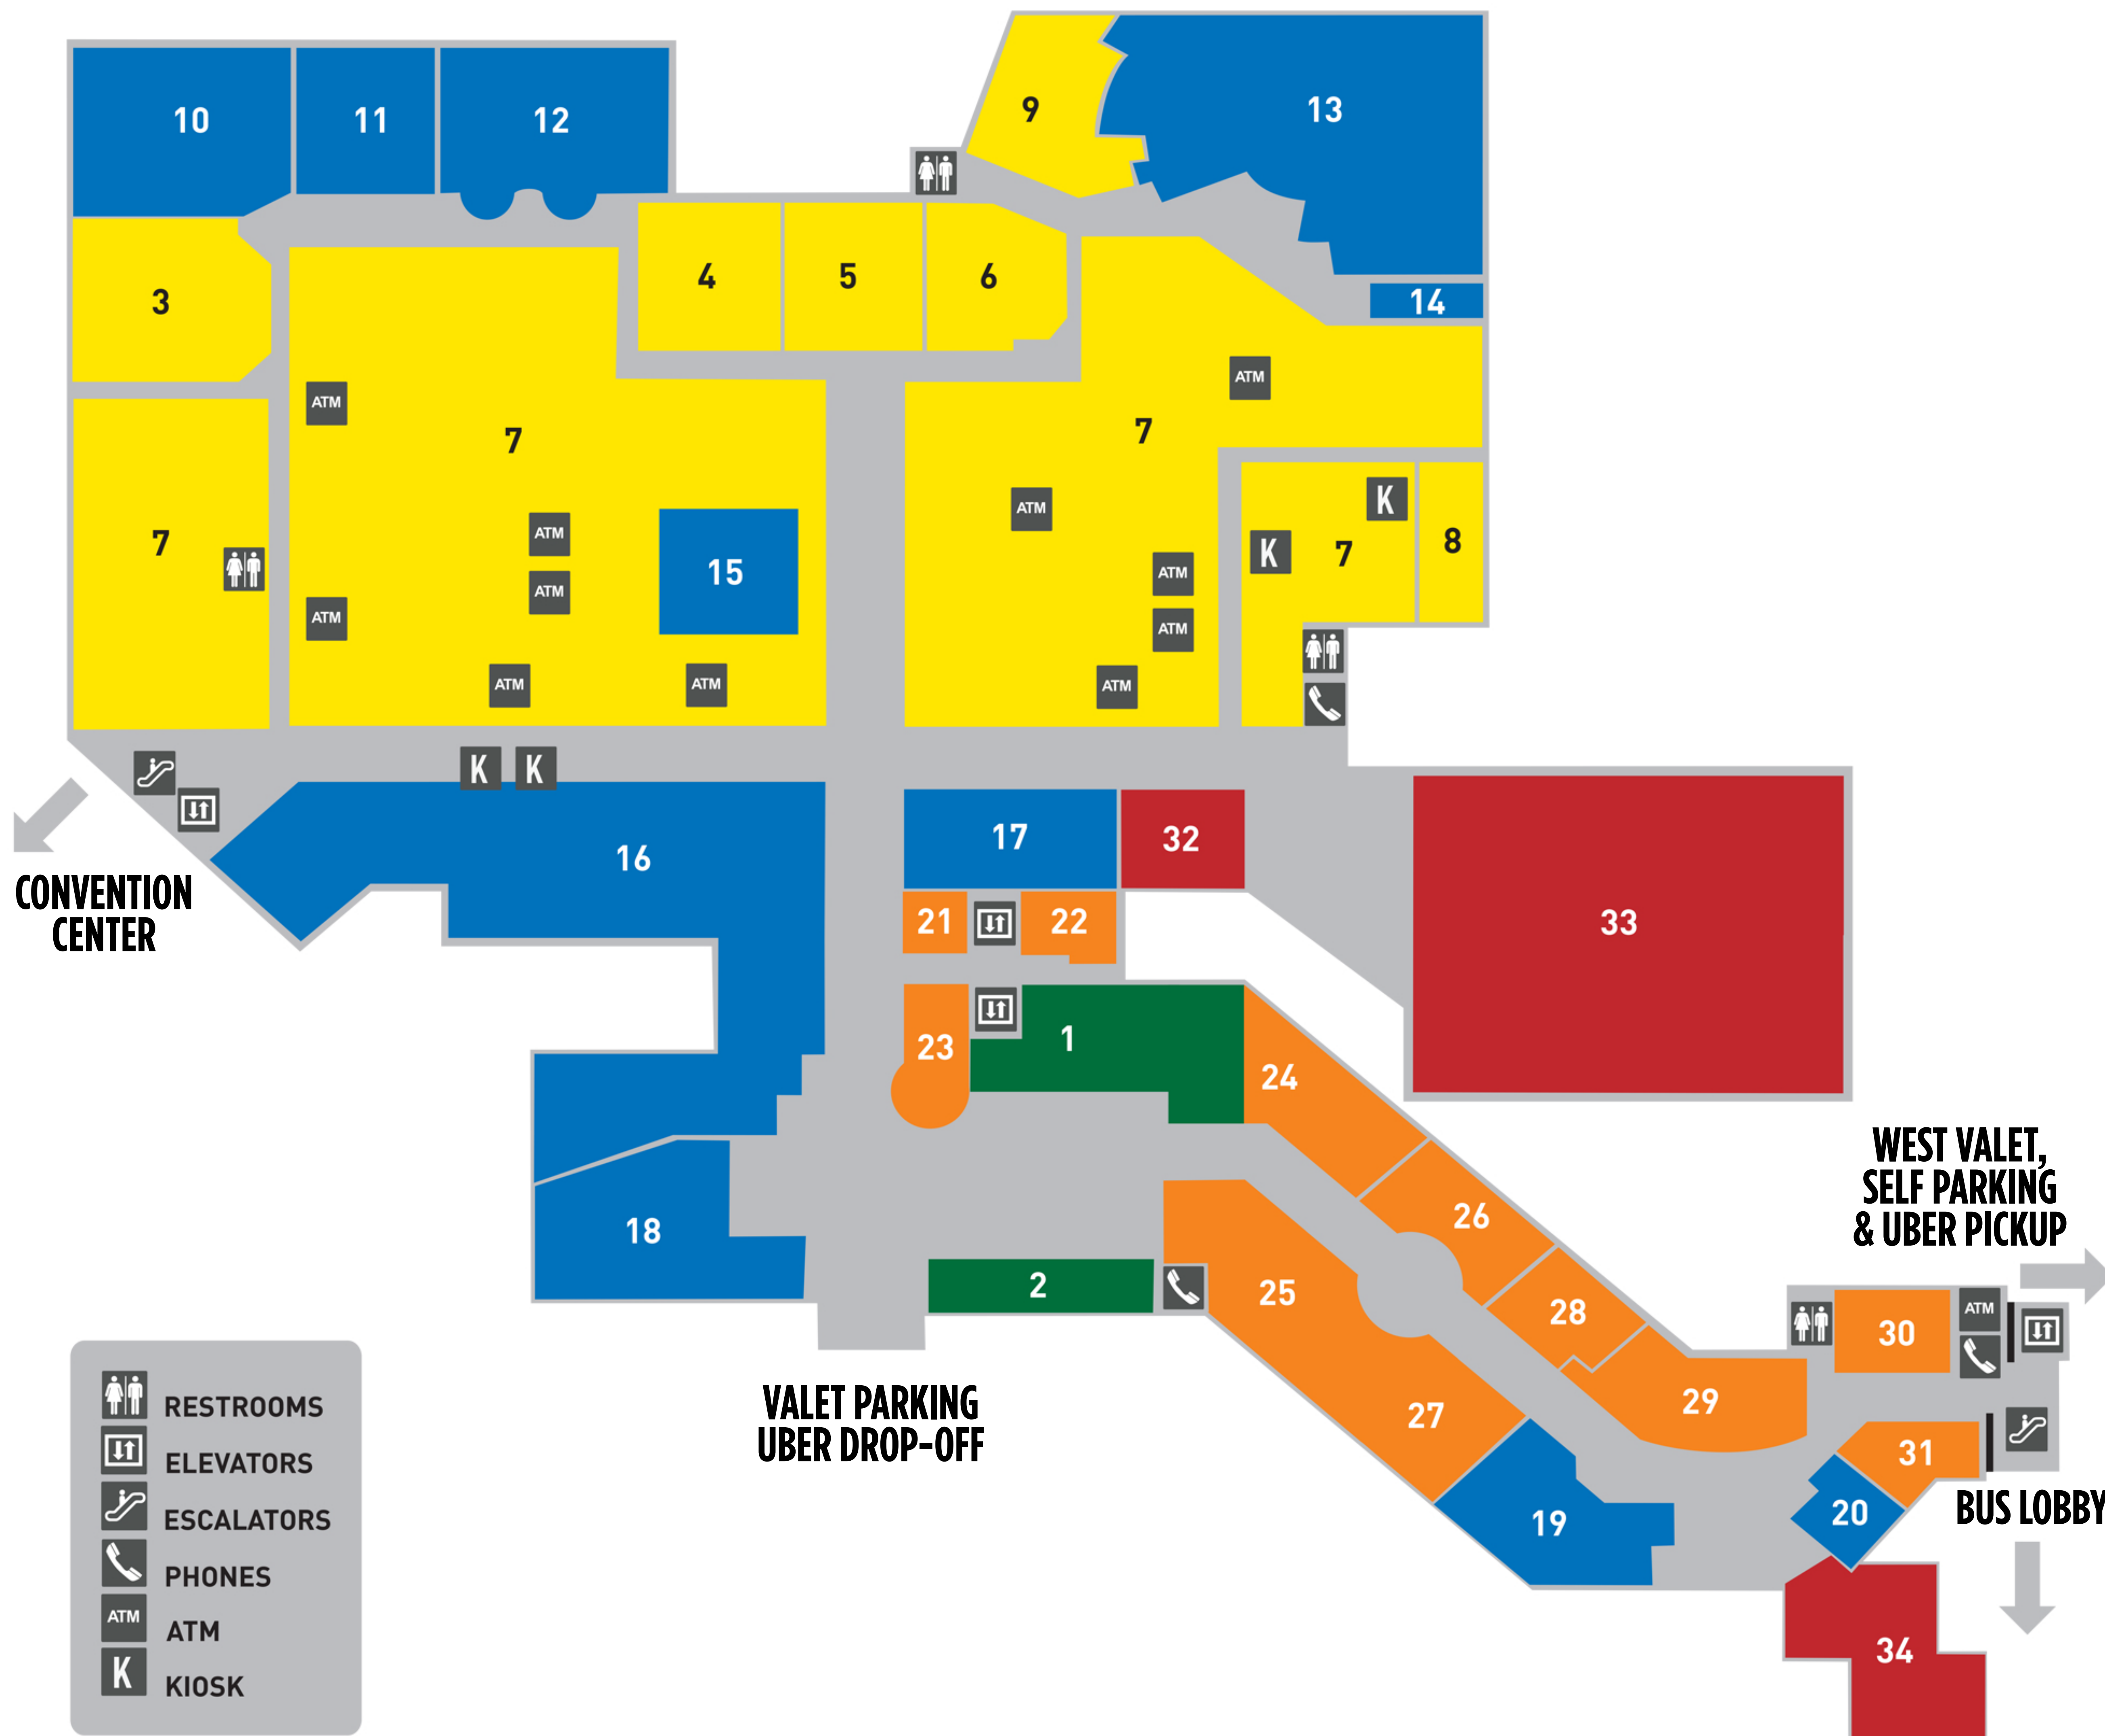 9
13
10
11
12
4
5
6
3
14
ATM
ATM
7
7
K
ATM
7
ATM
K
7
8
15
ATM
ATM
ATM
ATM
ATM
ATM
ATM
ATM
K
K
17
32
16
33
CONVENTION
CENTER
21
22
1
23
24
WEST VALET,
SELF PARKING
& UBER PICKUP
26
18
2
25
28
30
ATM
29
27
31
VALET PARKING
UBER DROP-OFF
20
19
BUS LOBBY
34
RESTROOMS
ELEVATORS
ESCALATORS
PHONES
ATM
ATM
K
KIOSK